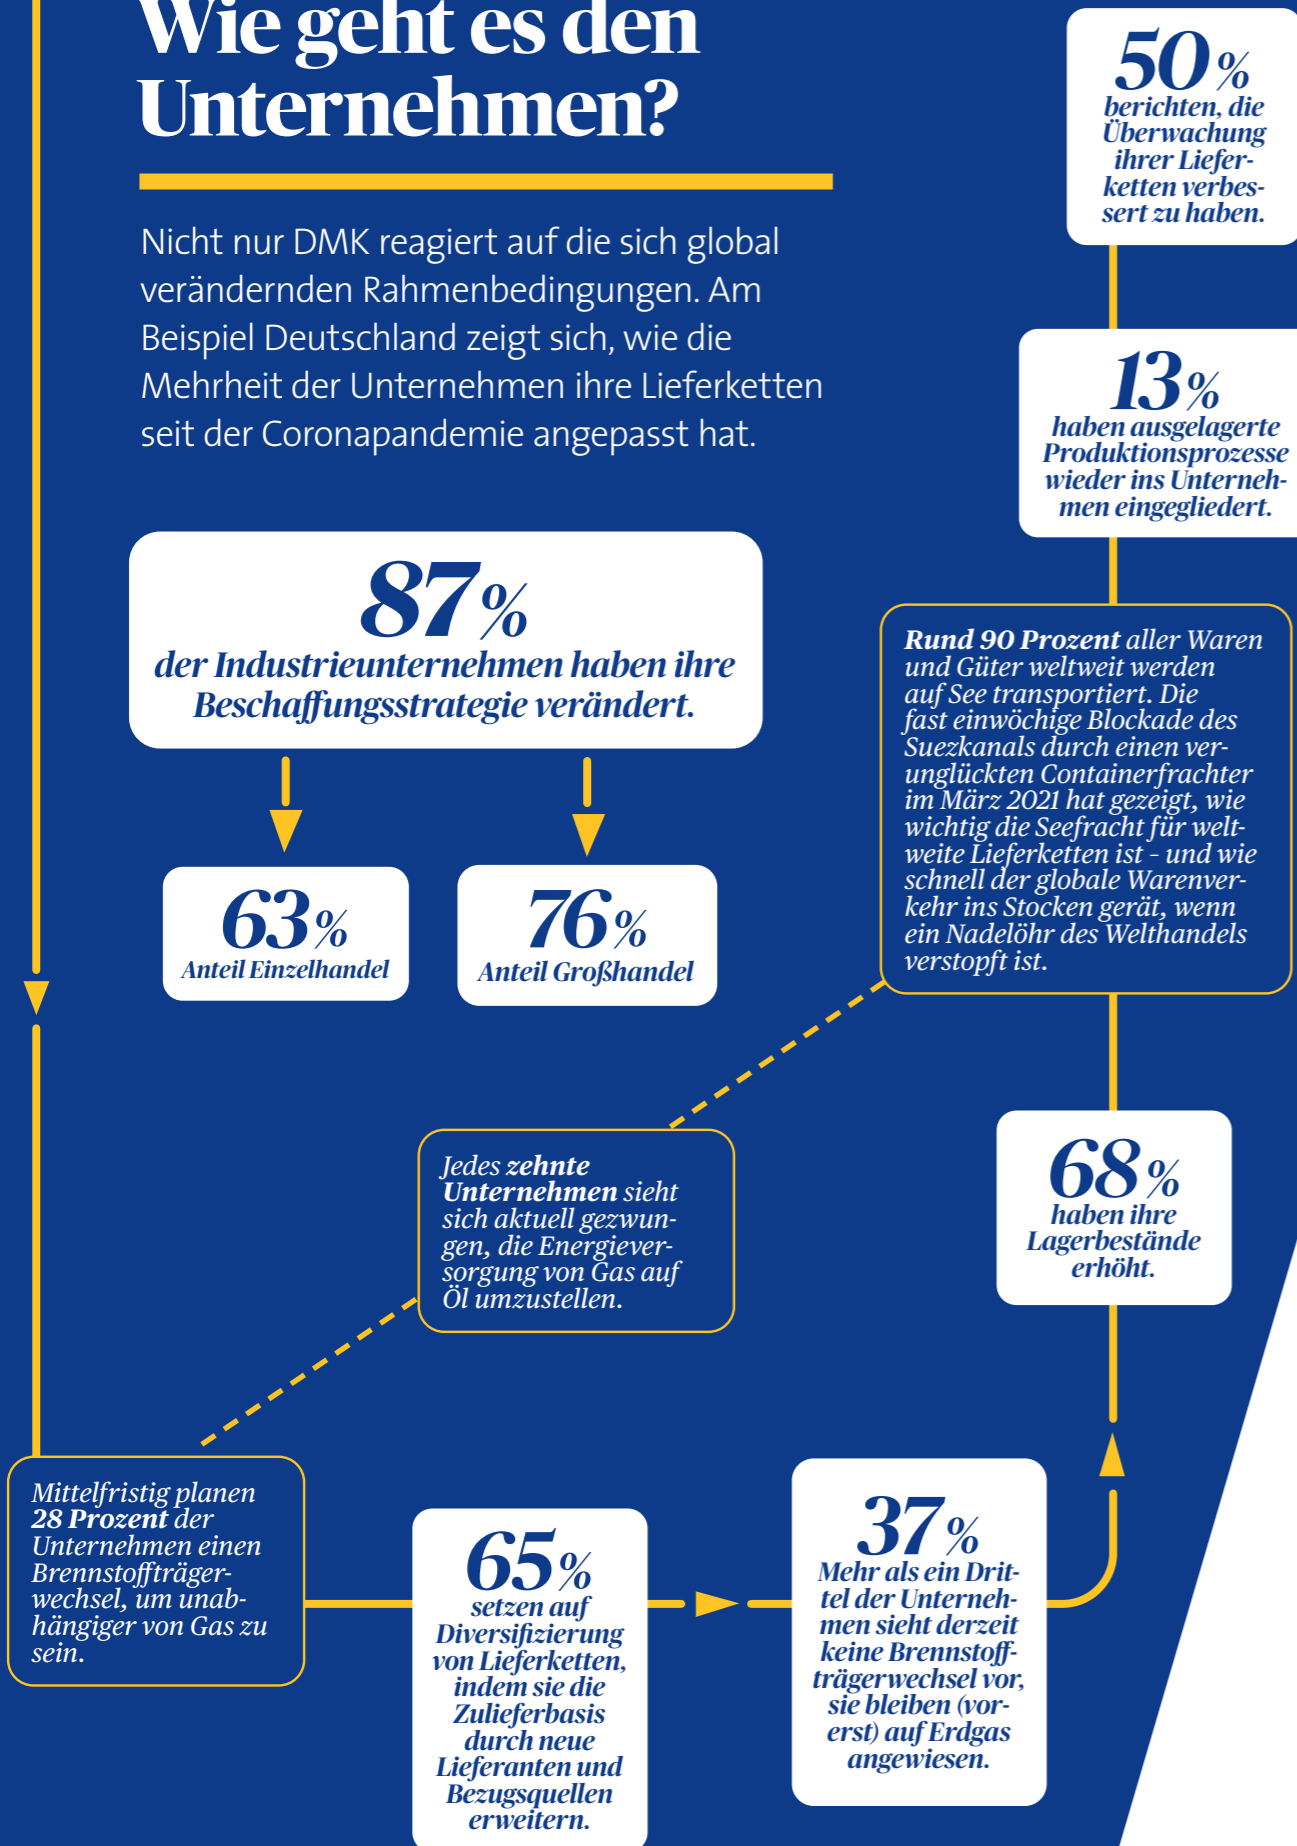 Wie geht es den
Unternehmen?
Nicht nur DMK reagiert auf die sich global
verändernden Rahmenbedingungen. Am
Beispiel Deutschland zeigt sich, wie die
Mehrheit der Unternehmen ihre Lieferketten
seit der Coronapandemie angepasst hat.
87%
der Industrieunternehmen haben ihre
Beschaffungsstrategie verändert.
63%
Anteil Einzelhandel
76%
Anteil Großhandel
50%
berichten, die
Überwachung
ihrer Liefer-
ketten verbes-
sert zu haben.
13%
haben ausgelagerte
Produktionsprozesse
wieder ins Unterneh-
men eingegliedert.
Rund 90 Prozent aller Waren
und Güter weltweit werden
auf See transportiert. Die
fast einwöchige Blockade des
Suezkanals durch einen ver-
unglückten Containerfrachter
im März 2021 hat gezeigt, wie
wichtig die Seefracht für welt-
weite Lieferketten ist - und wie
schnell der globale Warenver-
kehr ins Stocken gerät, wenn
ein Nadelöhr des Welthandels
verstopft ist.
Jedes zehnte
Unternehmen sieht
sich aktuell gezwun-
gen, die Energiever-
sorgung von Gas auf
Öl umzustellen.
68%
haben ihre
Lagerbestände
erhöht.
Mittelfristig planen
28 Prozent der
Unternehmen einen
Brennstoffträger-
wechsel, um unab-
hängiger von Gas zu
sein.
65%
setzen auf
Diversifizierung
von Lieferketten,
indem sie die
Zulieferbasis
durch neue
Lieferanten und
Bezugsquellen
erweitern.
37%
Mehr als ein Drit-
tel der Unterneh-
men sieht derzeit
keine Brennstoff-
trägerwechsel vor,
sie bleiben (vor-
erst) auf Erdgas
angewiesen.